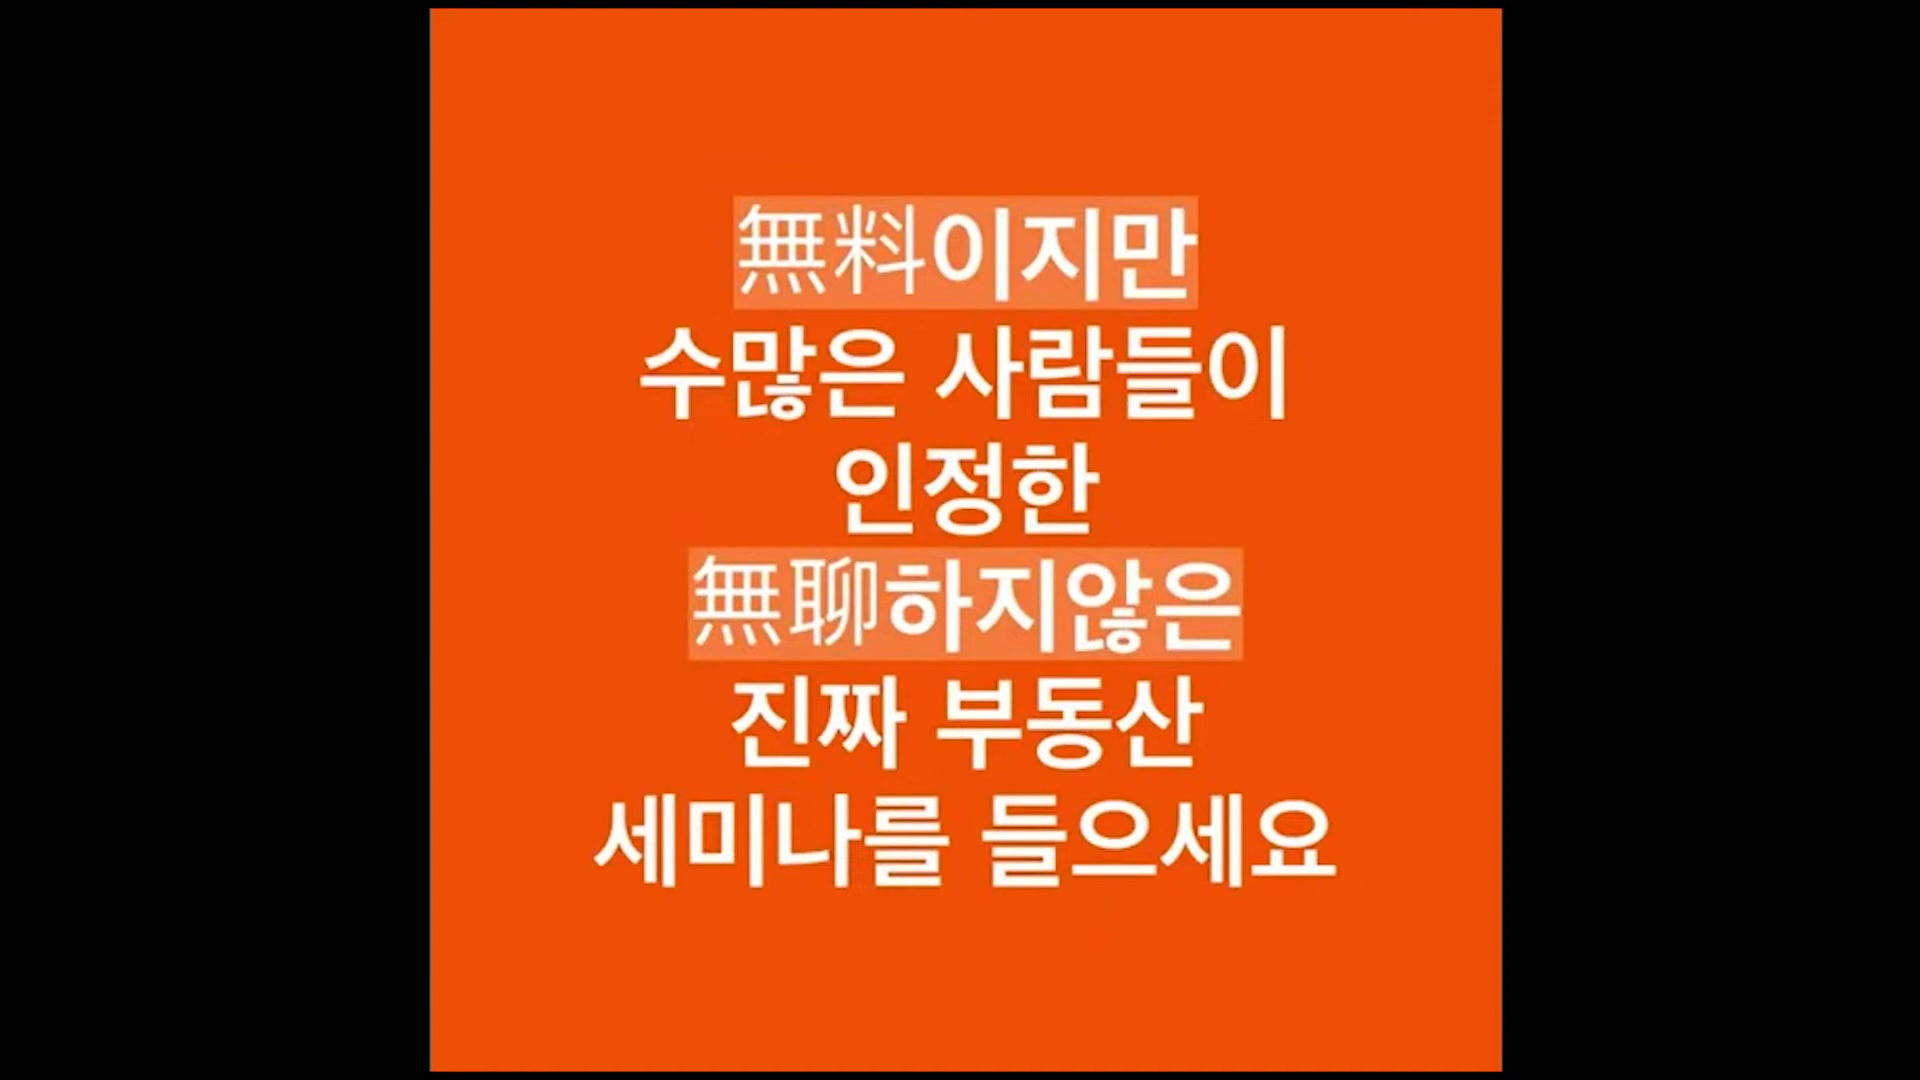 無料이지만
수많은 사람들이
인정한
無聊하지않은
진짜 부동산
세미나를 들으세요